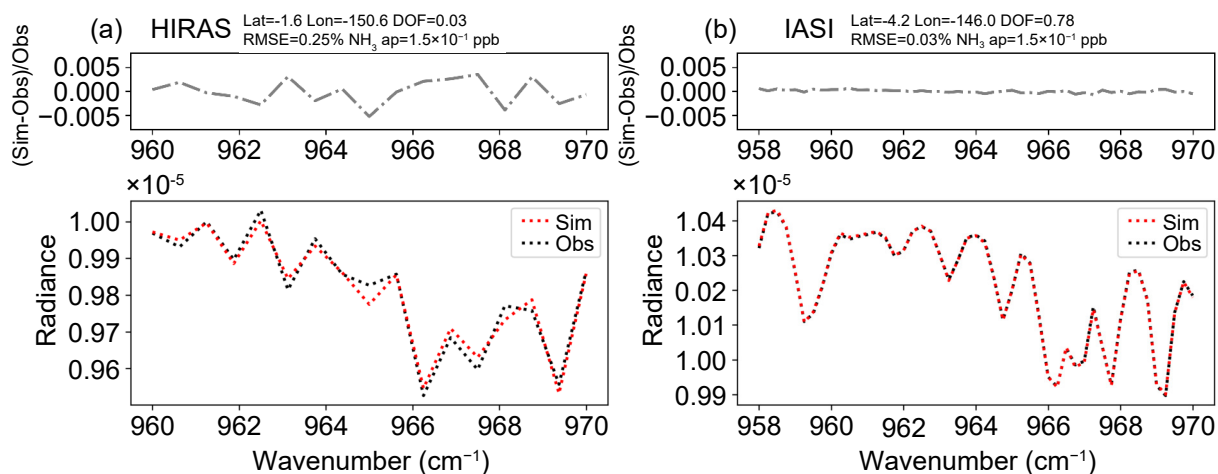 (a) HIRAS Lat=-1.6 Lon=-150.6 DOF=0.03
RMSE=0.25% NH₃ ap=1.5×10⁻¹ ppb
(Sim-Obs)/Obs
0.005
0.000
−0.005
960 962 964 966 968 970
×10⁻⁵
Radiance
1.00
0.99
0.98
0.97
0.96
Sim
Obs
960 962 964 966 968 970
Wavenumber (cm⁻¹)
(b) IASI Lat=-4.2 Lon=-146.0 DOF=0.78
RMSE=0.03% NH₃ ap=1.5×10⁻¹ ppb
(Sim-Obs)/Obs
0.005
0.000
−0.005
958 960 962 964 966 968 970
×10⁻⁵
Radiance
1.04
1.03
0.02
1.01
1.00
0.99
Sim
Obs
958 960 962 964 966 968 970
Wavenumber (cm⁻¹)